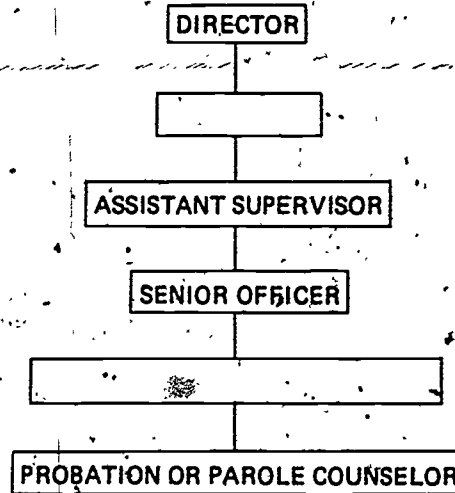 DIRECTOR
ASSISTANT SUPERVISOR
SENIOR OFFICER
PROBATION OR PAROLE COUNSELOR